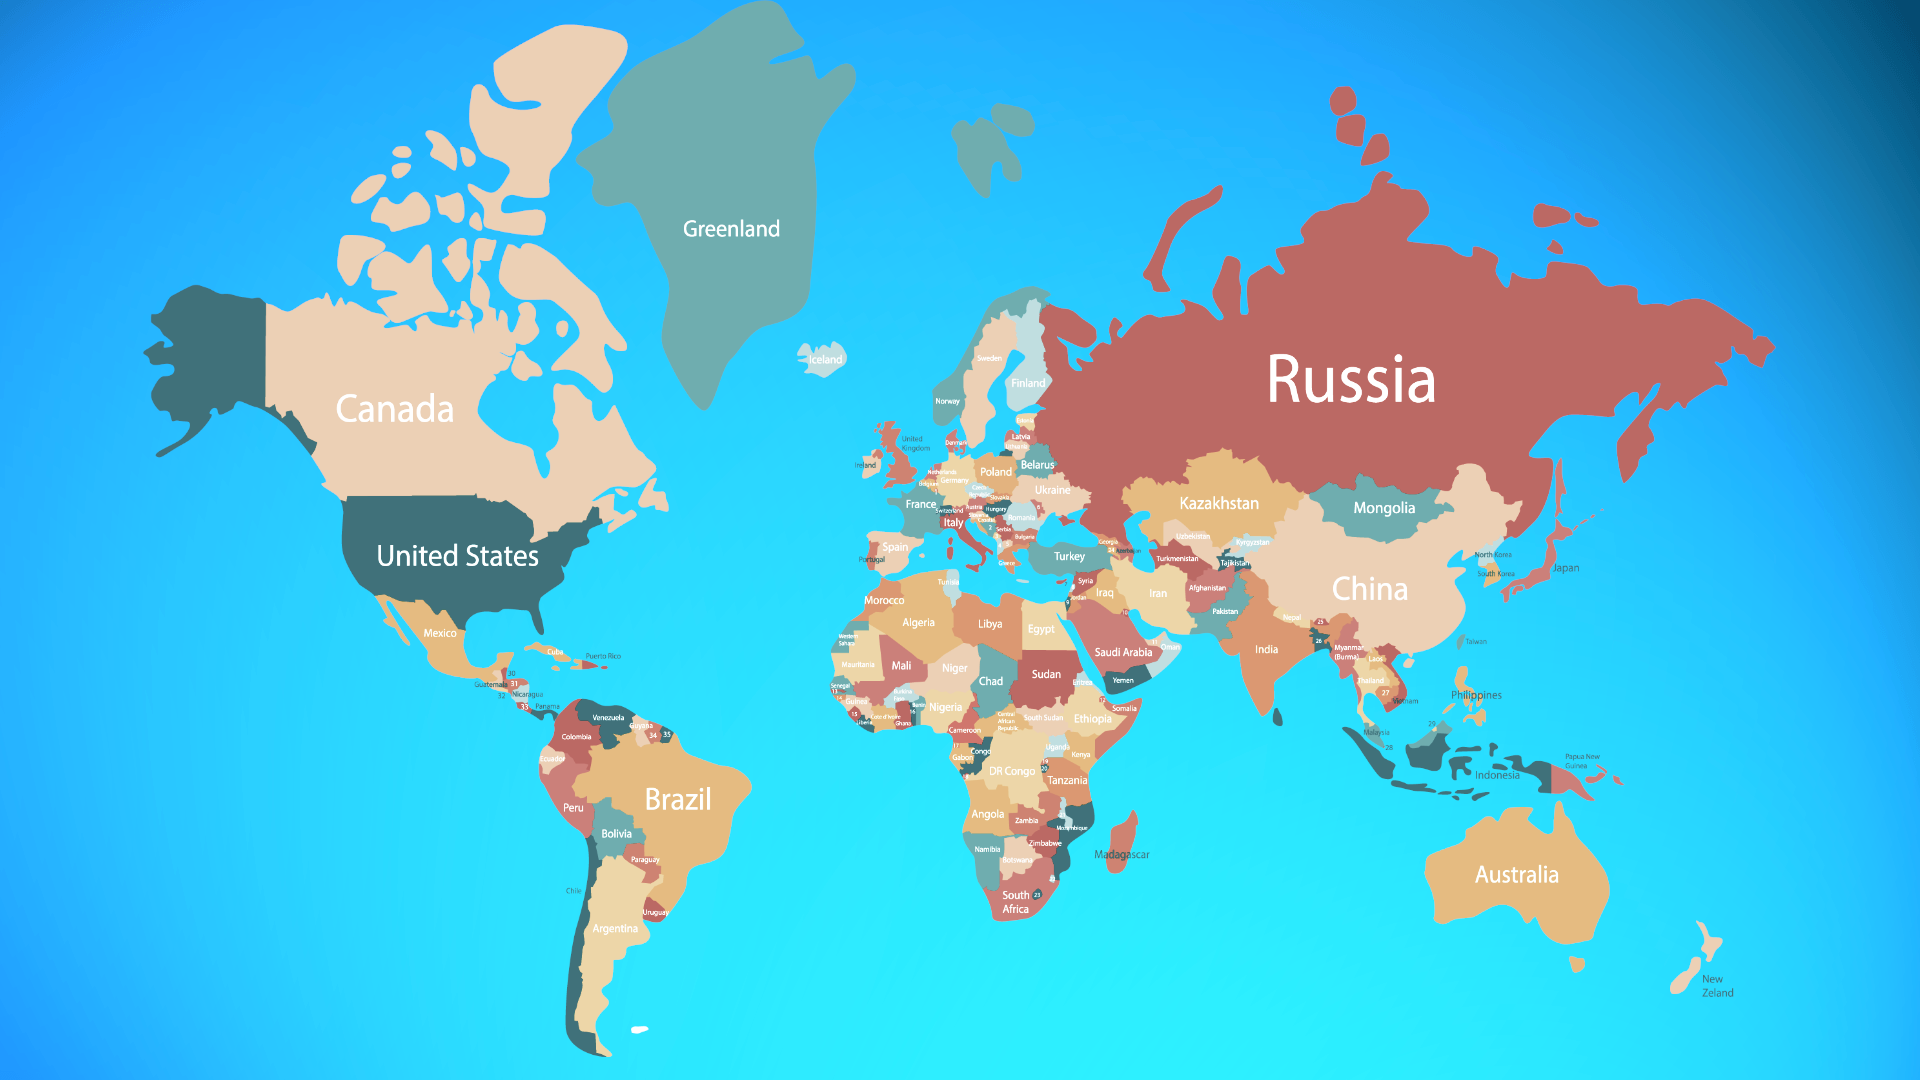 Greenland
Iceland
Russia
Canada
Sweden
Finland
Norway
United
Kingdom
Ireland
Denmark
Latvia
Lithuania
Belarus
Poland
Netherlands
Belgium
Germany
Ukraine
France
Switzerland
Austria
Slovakia
Hungary
Romania
Italy
Serbia
Bulgaria
Spain
Portugal
Greece
Turkey
Georgia
Azerbaijan
Kazakhstan
Mongolia
Uzbekistan
Kyrgyzstan
Turkmenistan
Tajikistan
China
North Korea
South Korea
Japan
United States
Mexico
Cuba
Puerto Rico
30
Guatemala
31
32
Nicaragua
33
Panama
Tunisia
Morocco
Algeria
Libya
Egypt
Western
Sahara
Mauritania
Mali
Niger
Chad
Sudan
Eritrea
Senegal
13
14
Guinea
15
Liberia
Cote d'Ivoire
Burkina
Faso
Ghana
16
Benin
Nigeria
Cameroon
Central
African
Republic
South Sudan
Ethiopia
12
Somalia
Syria
Iraq
Jordan
Iran
10
Saudi Arabia
11
Oman
Yemen
Afghanistan
Pakistan
India
Nepal
25
26
Myanmar
(Burma)
Laos
Thailand
27
Vietnam
Taiwan
Philippines
Malaysia
28
29
Indonesia
Papua New
Guinea
Venezuela
Guyana
34
35
Colombia
Ecuador
Peru
Brazil
Bolivia
Paraguay
Chile
Uruguay
Argentina
17
Gabon
Congo
DR Congo
Uganda
Kenya
19
20
Tanzania
Angola
Zambia
Mozambique
Zimbabwe
Namibia
Botswana
Madagascar
South
Africa
23
Australia
New
Zeland